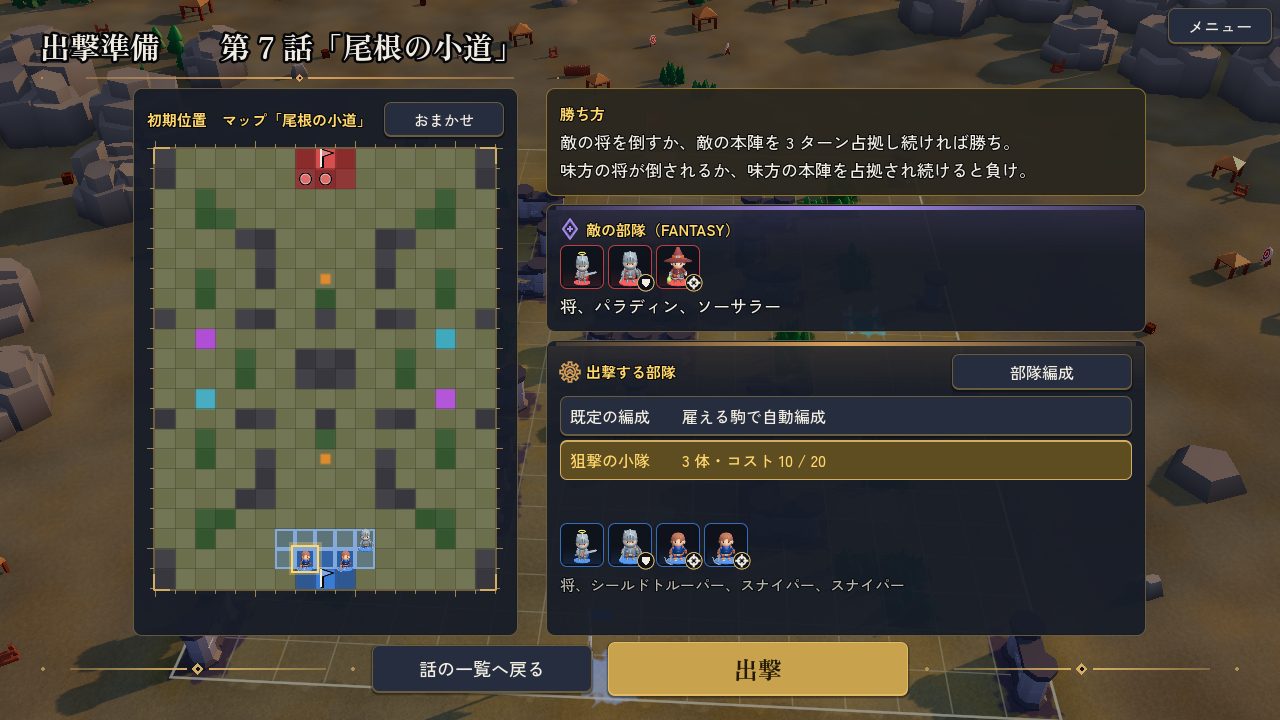 出撃準備 第7話「尾根の小道」
メニュー
初期位置 マップ「尾根の小道」
おまかせ
勝ち方
敵の将を倒すか、敵の本陣を 3 ターン占拠し続ければ勝ち。
味方の将が倒されるか、味方の本陣を占拠され続けると負け。
敵の部隊（FANTASY）
将、パラディン、ソーサラー
出撃する部隊
部隊編成
既定の編成 雇える駒で自動編成
狙撃の小隊 3 体・コスト 10 / 20
将、シールドトルーパー、スナイパー、スナイパー
話の一覧へ戻る
出撃